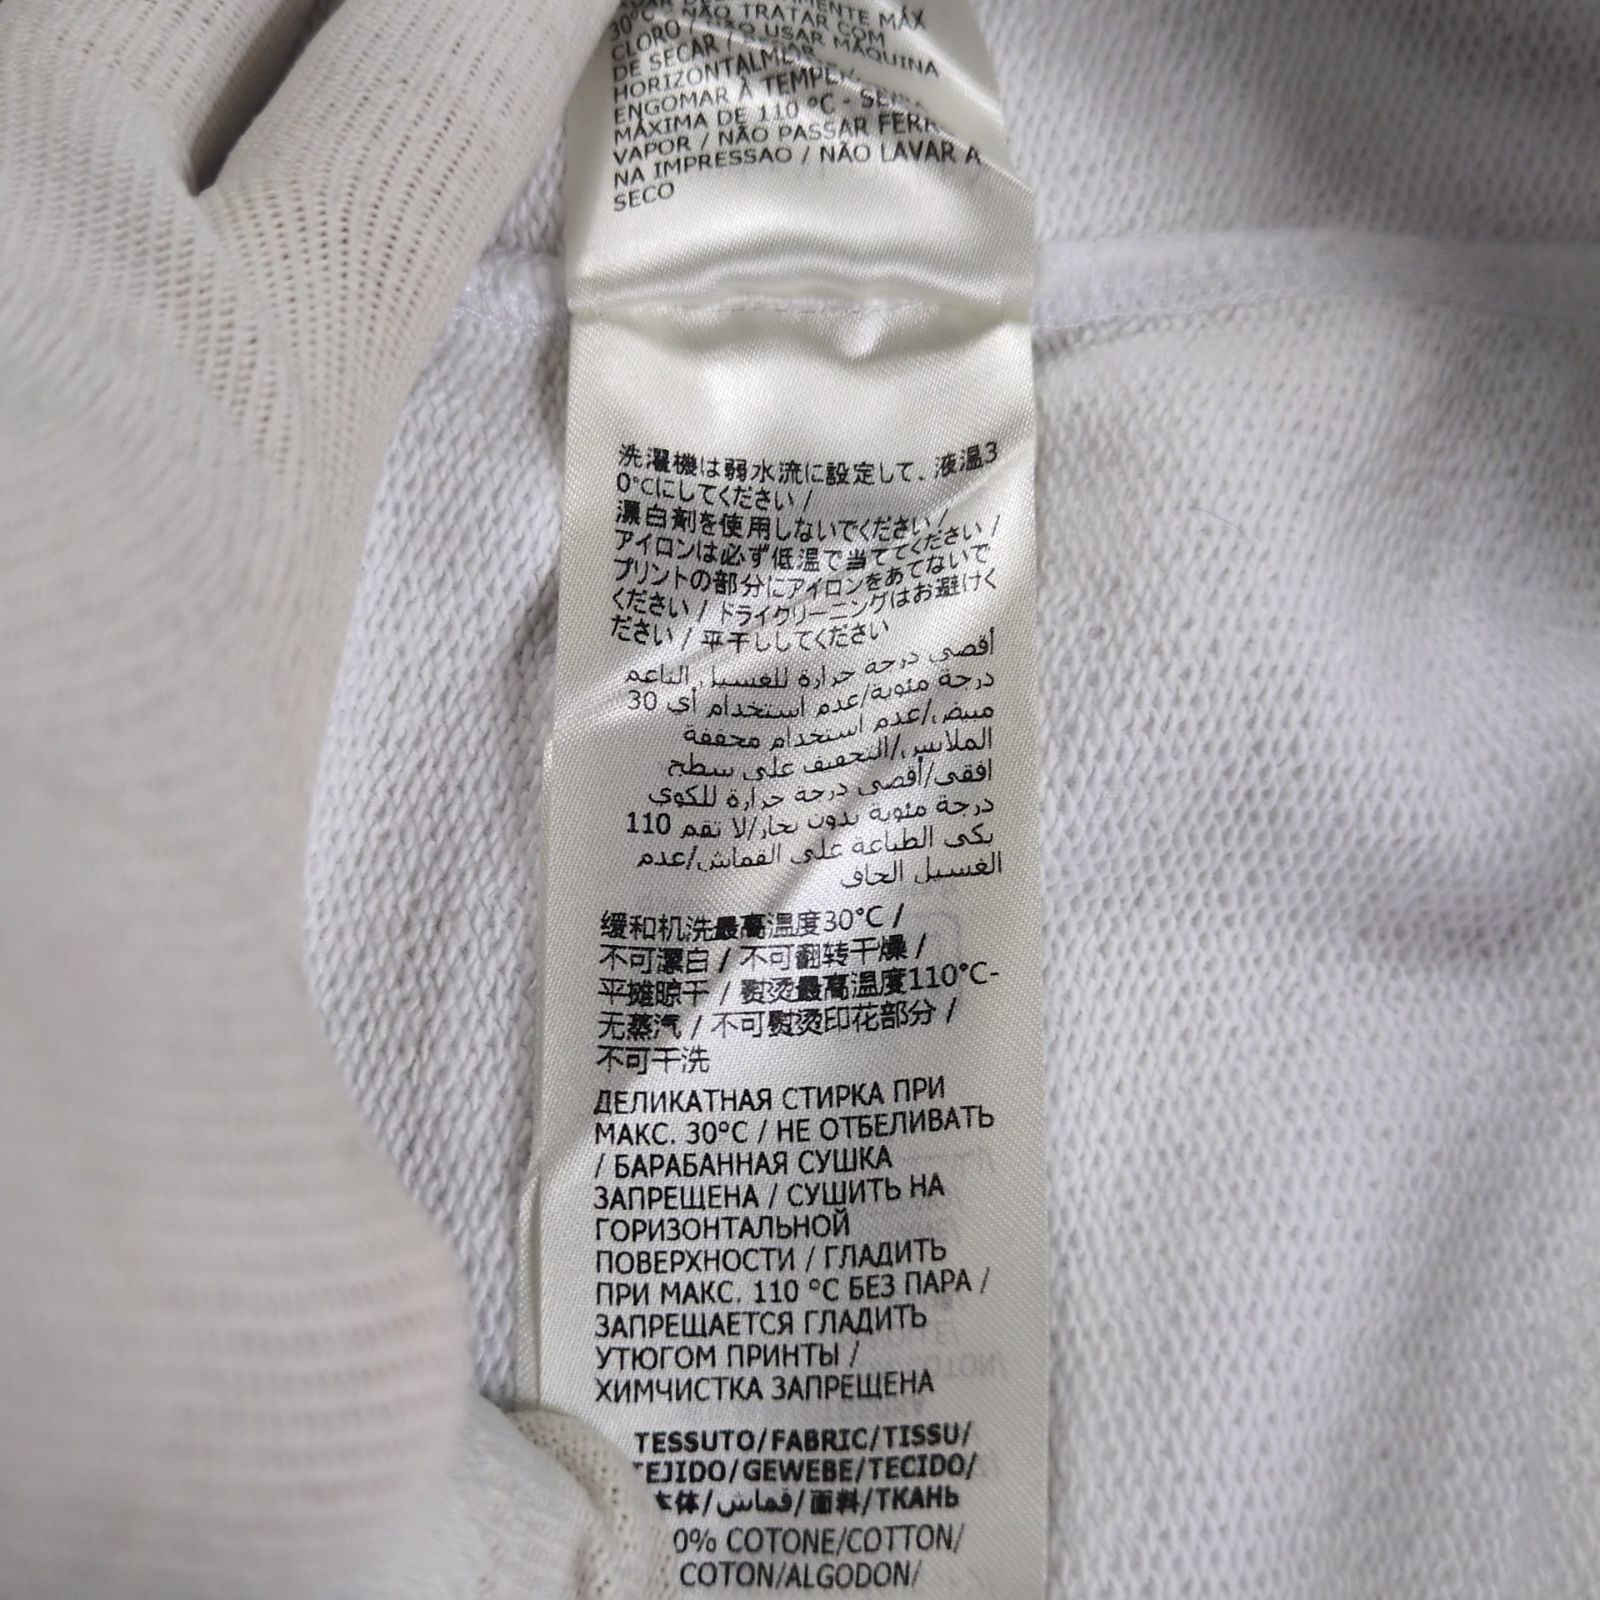 MENTE MÁX
30°C / NÃO TRATAR COM
CLORO / NÃO USAR MÁQUINA
DE SECAR /
ENGOMAR À
MÁXIMA DE 110 °C -
VAPOR / NÃO PASSAR
NA IMPRESSAO / NÃO LAVAR A
SECO
洗濯機は弱水流に設定して、液温3
0°Cにしてください /
漂白剤を使用しないでください /
アイロンは必ず低温で当ててください /
プリントの部分にアイロンをあてないで
ください / ドライクリーニングはお避けく
ださい / 平干ししてください
أقصى درجة حرارة للغسيل الناعم
30 درجة مئوية/عدم استخدام أي
مبيض/عدم استخدام مجففة
الملابس/التجفيف على سطح
افقى/أقصى درجة حرارة للكوي
110 درجة مئوية بدون بخار/لا تقم
بكى الطباعة على القماش/عدم
الغسيل الجاف
缓和机洗最高温度30°C /
不可漂白 / 不可翻转干燥 /
平摊晾干 / 熨烫最高温度110°C-
无蒸汽 / 不可熨烫印花部分 /
不可干洗
ДЕЛИКАТНАЯ СТИРКА ПРИ
МАКС. 30°C / НЕ ОТБЕЛИВАТЬ
/ БАРАБАННАЯ СУШКА
ЗАПРЕЩЕНА / СУШИТЬ НА
ГОРИЗОНТАЛЬНОЙ
ПОВЕРХНОСТИ / ГЛАДИТЬ
ПРИ МАКС. 110 °C БЕЗ ПАРА /
ЗАПРЕЩАЕТСЯ ГЛАДИТЬ
УТЮГОМ ПРИНТЫ /
ХИМЧИСТКА ЗАПРЕЩЕНА
TESSUTO/FABRIC/TISSU/
TEJIDO/GEWEBE/TECIDO/
体/قماش/面料/ТКАНЬ
0% COTONE/COTTON/
COTON/ALGODON/